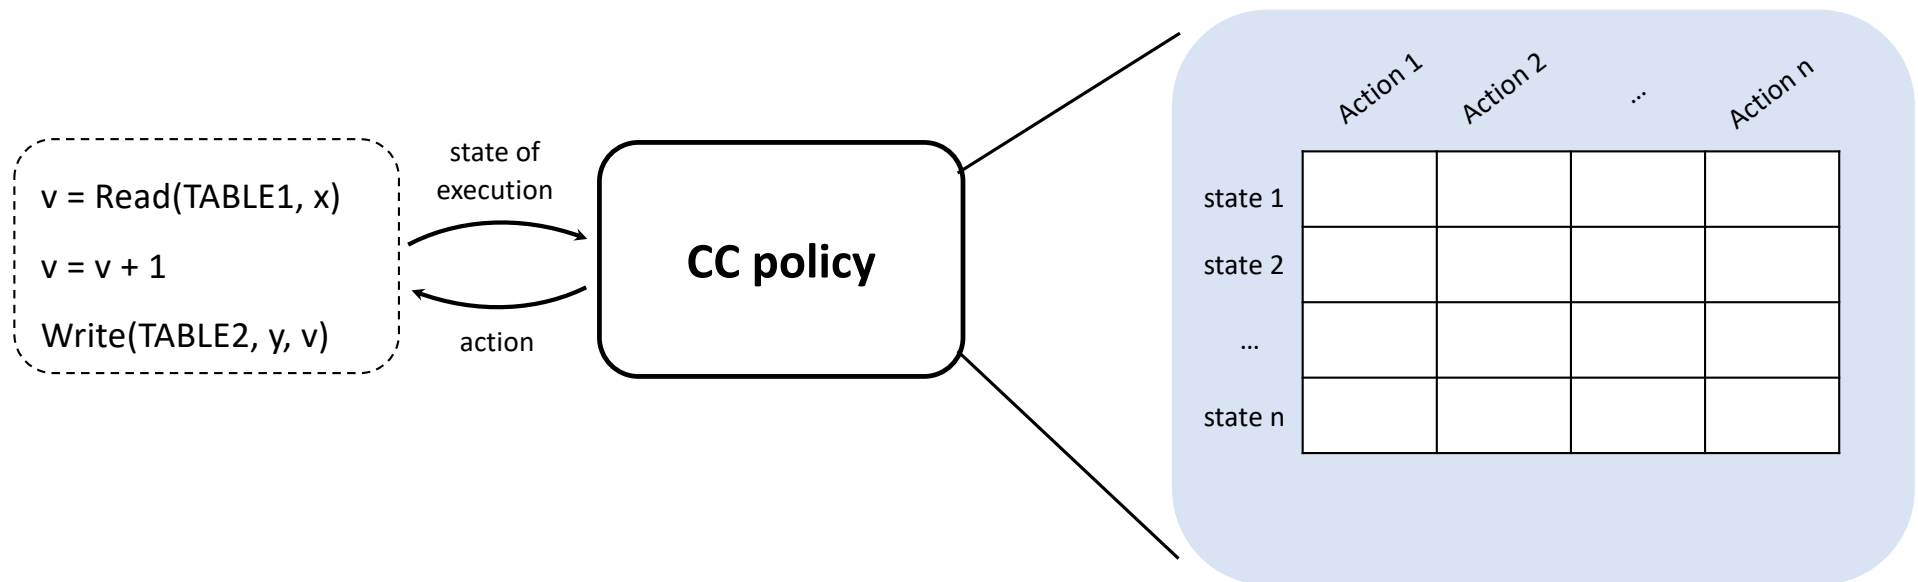 v = Read(TABLE1, x)
v = v + 1
Write(TABLE2, y, v)
state of
execution
action
CC policy
Action 1
Action 2
...
Action n
state 1
state 2
...
state n